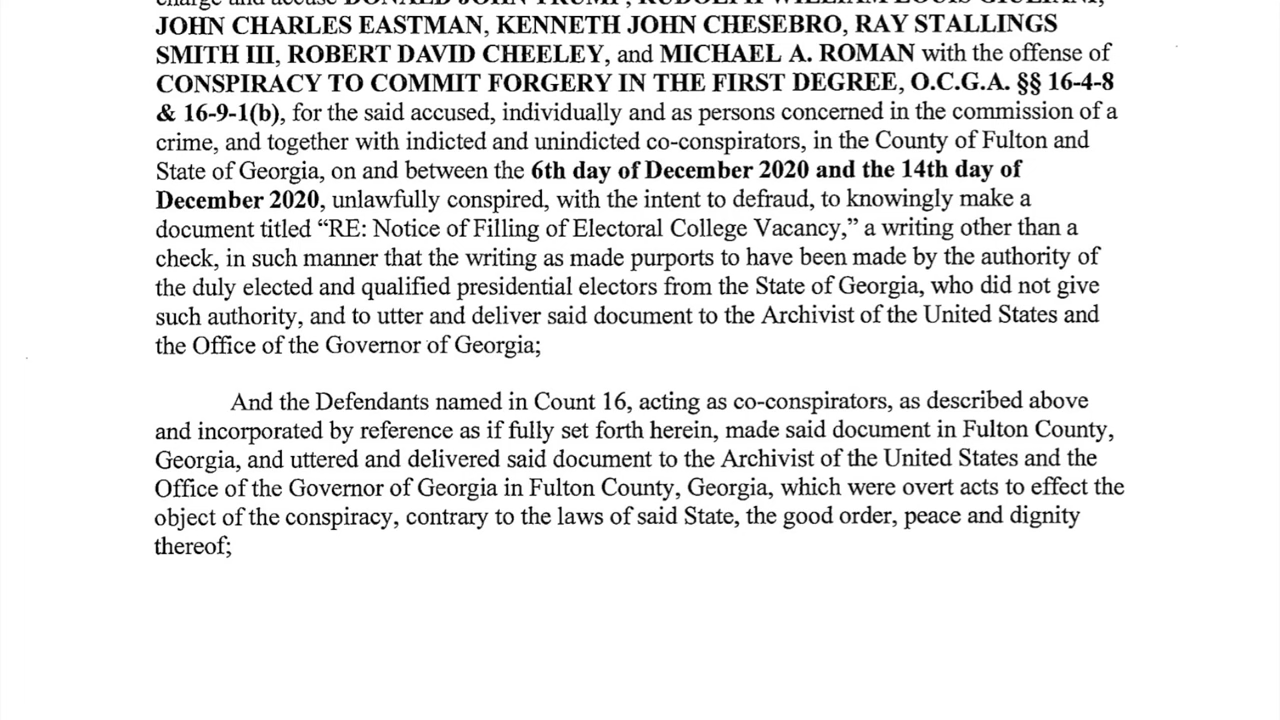 charge and accuse DONALD JOHN TRUMP, RUDOLPH WILLIAM LOUIS GIULIANI,
JOHN CHARLES EASTMAN, KENNETH JOHN CHESEBRO, RAY STALLINGS
SMITH III, ROBERT DAVID CHEELEY, and MICHAEL A. ROMAN with the offense of
CONSPIRACY TO COMMIT FORGERY IN THE FIRST DEGREE, O.C.G.A. §§ 16-4-8
& 16-9-1(b), for the said accused, individually and as persons concerned in the commission of a
crime, and together with indicted and unindicted co-conspirators, in the County of Fulton and
State of Georgia, on and between the 6th day of December 2020 and the 14th day of
December 2020, unlawfully conspired, with the intent to defraud, to knowingly make a
document titled “RE: Notice of Filling of Electoral College Vacancy,” a writing other than a
check, in such manner that the writing as made purports to have been made by the authority of
the duly elected and qualified presidential electors from the State of Georgia, who did not give
such authority, and to utter and deliver said document to the Archivist of the United States and
the Office of the Governor of Georgia;
And the Defendants named in Count 16, acting as co-conspirators, as described above
and incorporated by reference as if fully set forth herein, made said document in Fulton County,
Georgia, and uttered and delivered said document to the Archivist of the United States and the
Office of the Governor of Georgia in Fulton County, Georgia, which were overt acts to effect the
object of the conspiracy, contrary to the laws of said State, the good order, peace and dignity
thereof;